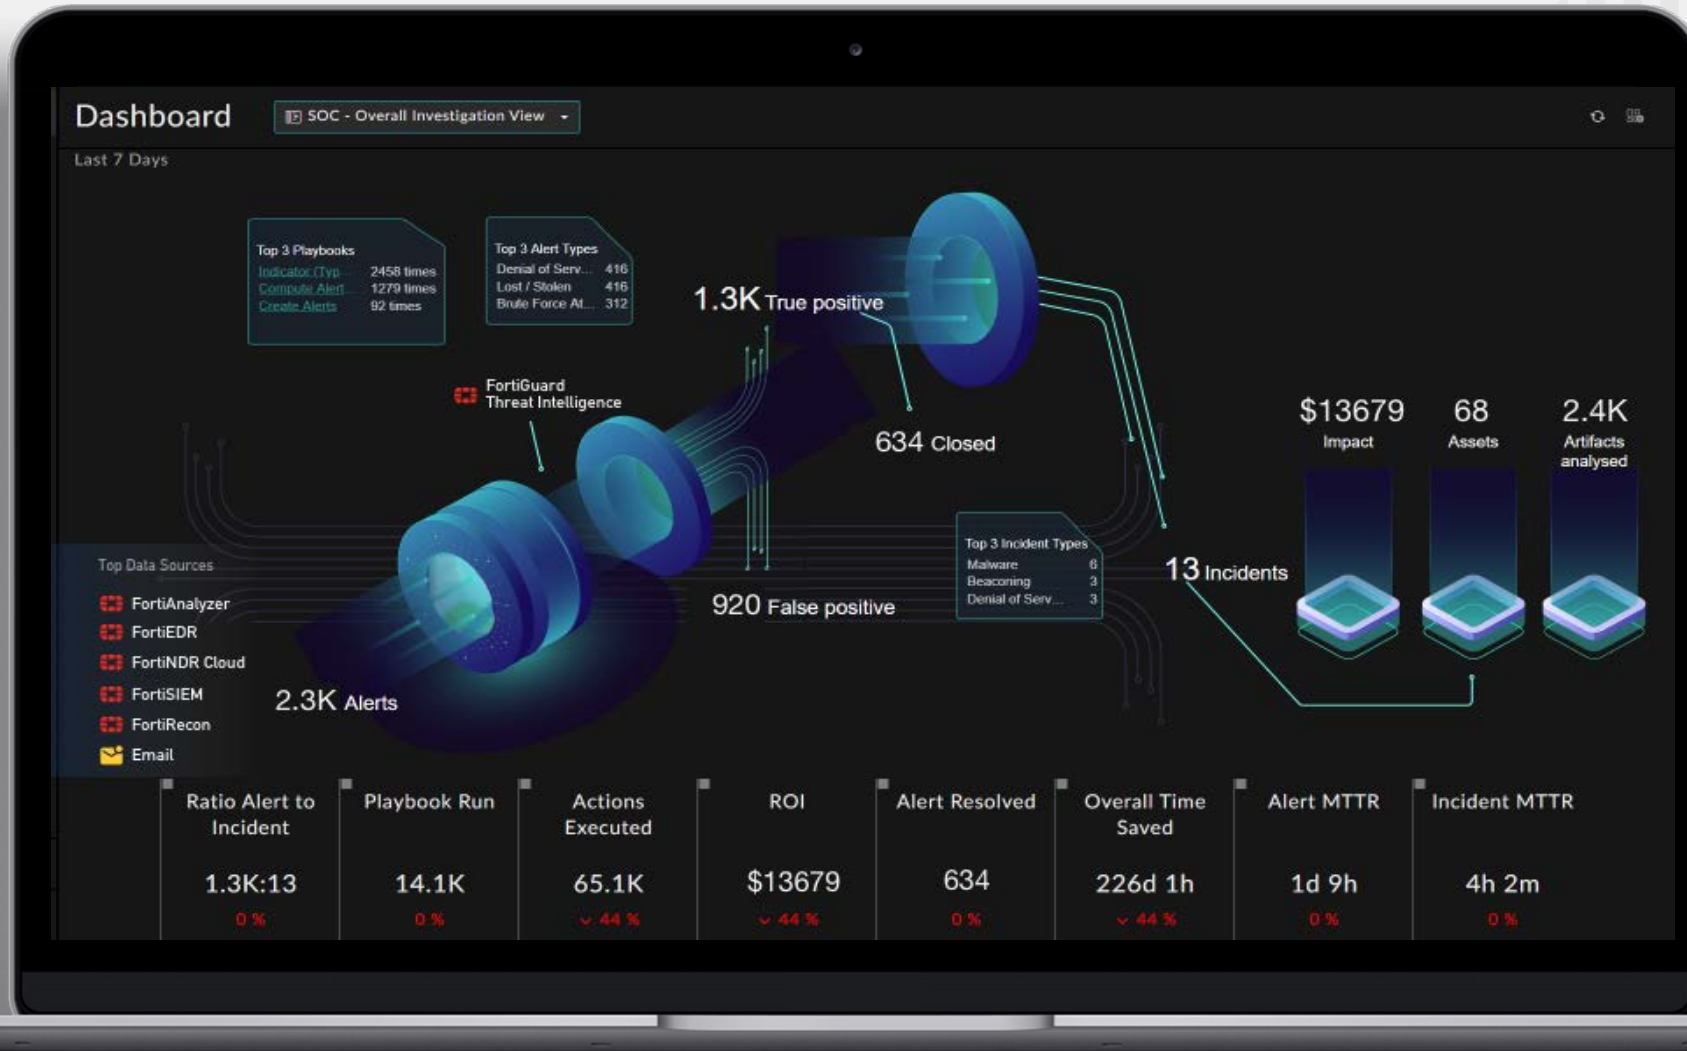 Dashboard
SOC - Overall Investigation View
Last 7 Days
Top 3 Playbooks
Indicator (Typ... 2458 times
Compute Alert... 1279 times
Create Alerts 92 times
Top 3 Alert Types
Denial of Serv... 416
Lost / Stolen 416
Brute Force At... 312
1.3K True positive
FortiGuard
Threat Intelligence
634 Closed
$13679
Impact
68
Assets
2.4K
Artifacts
analysed
Top 3 Incident Types
Malware 6
Beaconing 3
Denial of Serv... 3
13 Incidents
920 False positive
Top Data Sources
FortiAnalyzer
FortiEDR
FortiNDR Cloud
FortiSIEM
FortiRecon
Email
2.3K Alerts
Ratio Alert to
Incident
1.3K:13
0 %
Playbook Run
14.1K
0 %
Actions
Executed
65.1K
44 %
ROI
$13679
44 %
Alert Resolved
634
0 %
Overall Time
Saved
226d 1h
44 %
Alert MTTR
1d 9h
0 %
Incident MTTR
4h 2m
0 %